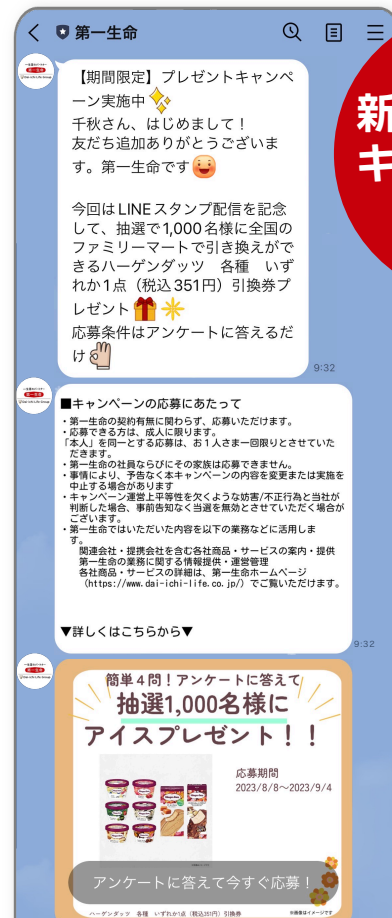 第一生命
【期間限定】プレゼントキャンペ
ーン実施中
千秋さん、はじめまして！
友だち追加ありがとうございま
す。第一生命です
今回はLINEスタンプ配信を記念
して、抽選で1,000名様に全国の
ファミリーマートで引き換えがで
きるハーゲンダッツ　各種　いず
れか1点（税込351円）引換券プ
レゼント
応募条件はアンケートに答えるだ
け
9:32
新
キ
■キャンペーンの応募にあたって
・第一生命の契約有無に関わらず、応募いただけます。
・応募できる方は、成人に限ります。
「本人」を同一とする応募は、お１人さま一回限りとさせていた
だきます。
・第一生命の社員ならびにその家族は応募できません。
・事情により、予告なく本キャンペーンの内容を変更または実施を
中止する場合があります
・キャンペーン運営上平等性を欠くような妨害/不正行為と当社が
判断した場合、事前告知なく当選を無効とさせていただく場合が
ございます。
・第一生命ではいただいた内容を以下の業務などに活用しま
す。
関連会社・提携会社を含む各社商品・サービスの案内・提供
第一生命の業務に関する情報提供・運営管理
各社商品・サービスの詳細は、第一生命ホームページ
（https://www.dai-ichi-life.co.jp/）でご覧いただけます。
▼詳しくはこちらから▼
9:32
簡単４問！アンケートに答えて
抽選1,000名様に
アイスプレゼント！！
応募期間
2023/8/8～2023/9/4
アンケートに答えて今すぐ応募！
ハーゲンダッツ　各種　いずれか1点（税込351円）引換券
※画像はイメージです